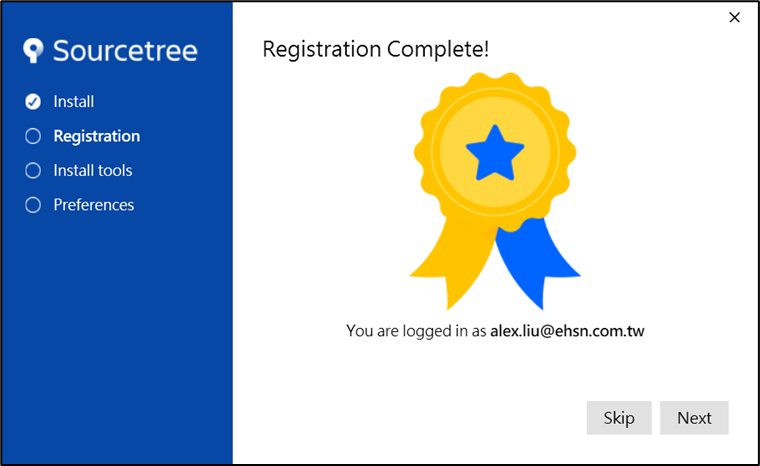 Sourcetree
Install
Registration
Install tools
Preferences
Registration Complete!
You are logged in as alex.liu@ehsn.com.tw
Skip
Next